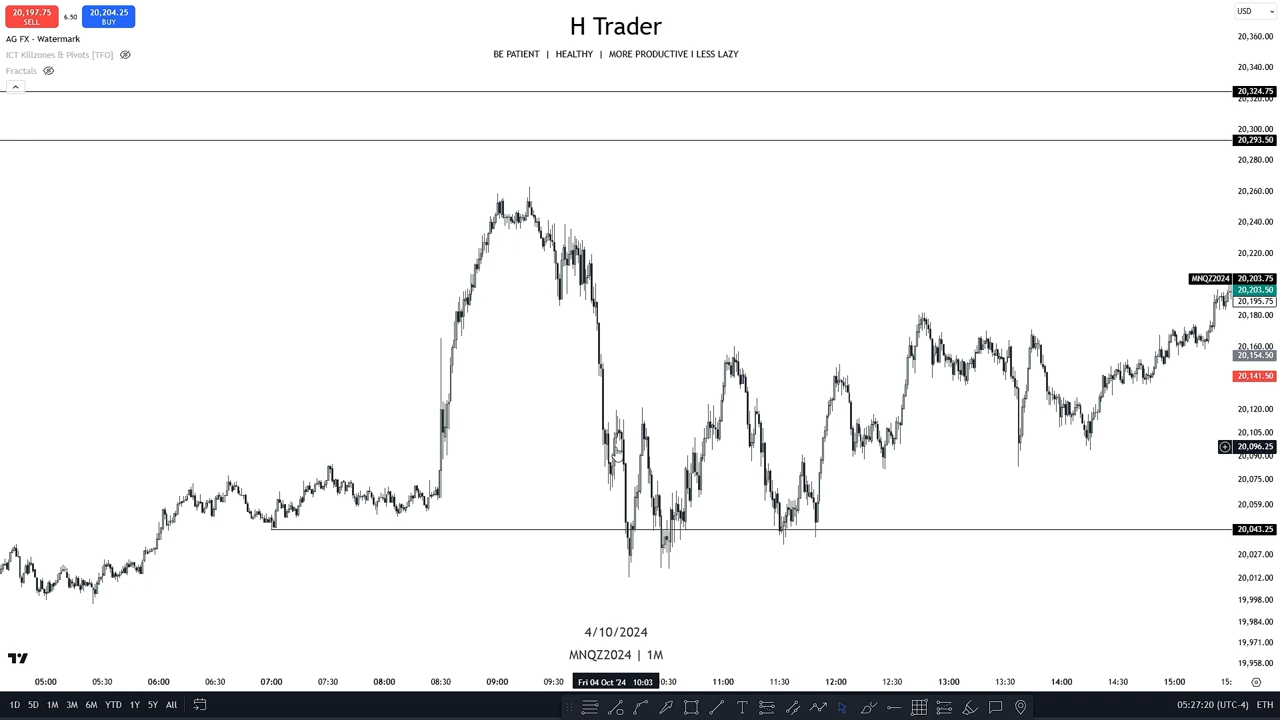 20,197.75 SELL 6.50 20,204.25 BUY
H Trader
BE PATIENT | HEALTHY | MORE PRODUCTIVE I LESS LAZY
AG FX - Watermark
ICT Killzones & Pivots [TFO]
Fractals
USD
20,360.00
20,340.00
20,324.75
20,320.00
20,300.00
20,293.50
20,280.00
20,260.00
20,240.00
20,220.00
MNQZ2024 20,203.75
20,203.50
20,195.75
20,180.00
20,160.00
20,154.50
20,141.50
20,120.00
20,105.00
20,096.25
20,090.00
20,075.00
20,059.00
20,043.25
20,027.00
20,012.00
19,998.00
19,984.00
19,971.00
19,958.00
4/10/2024
MNQZ2024 | 1M
05:00 05:30 06:00 06:30 07:00 07:30 08:00 08:30 09:00 09:30 Fri 04 Oct '24 10:03 0:30 11:00 11:30 12:00 12:30 13:00 13:30 14:00 14:30 15:00 15:
1D 5D 1M 3M 6M YTD 1Y 5Y All
05:27:20 (UTC-4) ETH